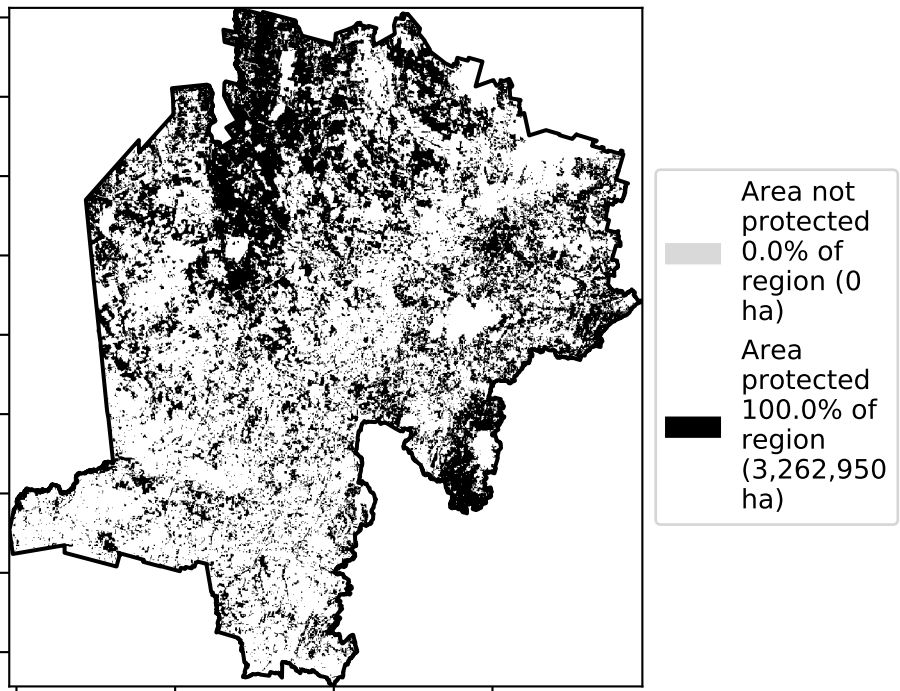 Area not
protected
0.0% of
region (0
ha)
Area
protected
100.0% of
region
(3,262,950
ha)